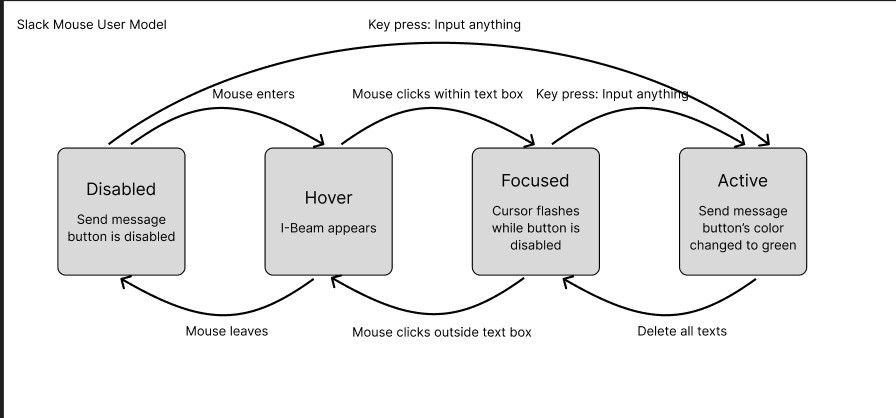 Slack Mouse User Model
Key press: Input anything
Mouse enters
Mouse clicks within text box
Key press: Input anything
Disabled
Send message
button is disabled
Hover
I-Beam appears
Focused
Cursor flashes
while button is
disabled
Active
Send message
button’s color
changed to green
Mouse leaves
Mouse clicks outside text box
Delete all texts